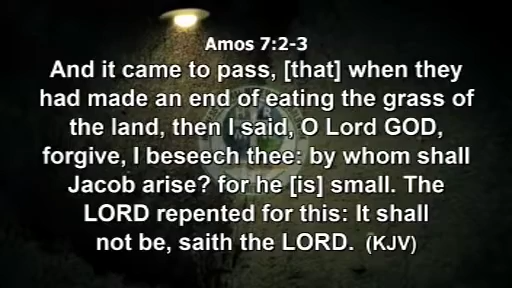 Amos 7:2-3
And it came to pass, [that] when they
had made an end of eating the grass of
the land, then I said, O Lord GOD,
forgive, I beseech thee: by whom shall
Jacob arise? for he [is] small. The
LORD repented for this: It shall
not be, saith the LORD. (KJV)